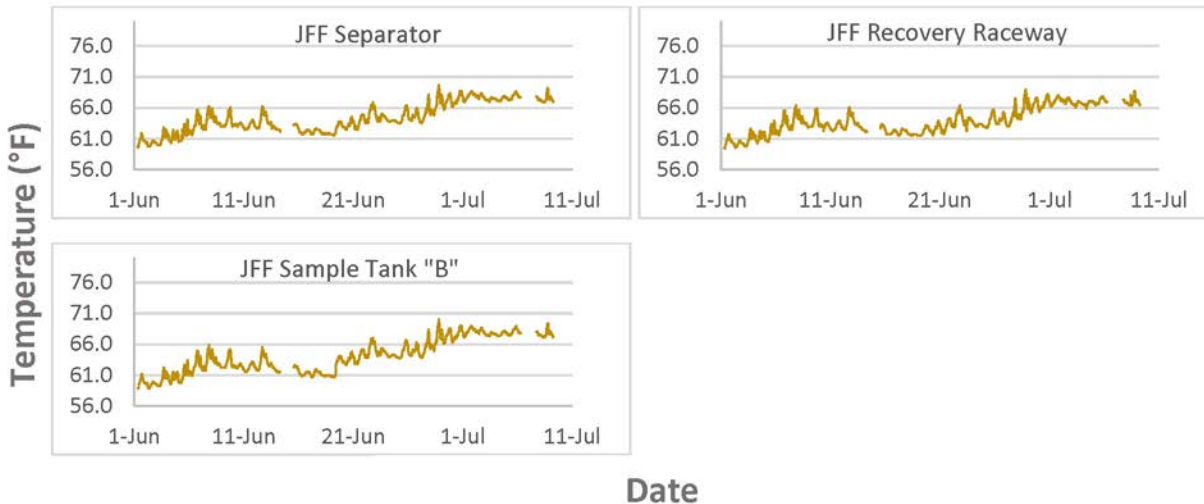 JFF Separator
76.0
71.0
66.0
61.0
56.0
1-Jun 11-Jun 21-Jun 1-Jul 11-Jul
JFF Recovery Raceway
76.0
71.0
66.0
61.0
56.0
1-Jun 11-Jun 21-Jun 1-Jul 11-Jul
JFF Sample Tank "B"
76.0
71.0
66.0
61.0
56.0
1-Jun 11-Jun 21-Jun 1-Jul 11-Jul
Temperature (°F)
Date